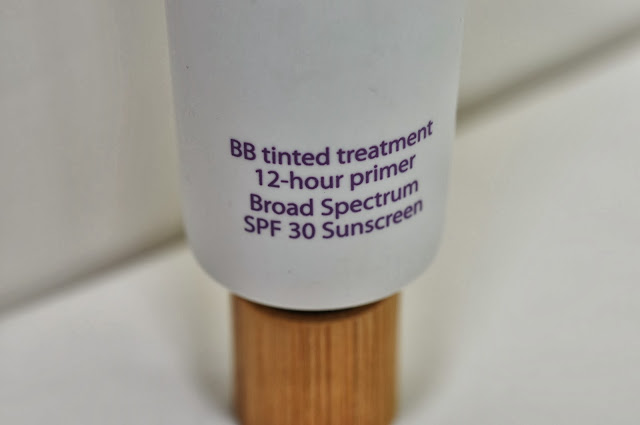 BB tinted treatment
12-hour primer
Broad Spectrum
SPF 30 Sunscreen